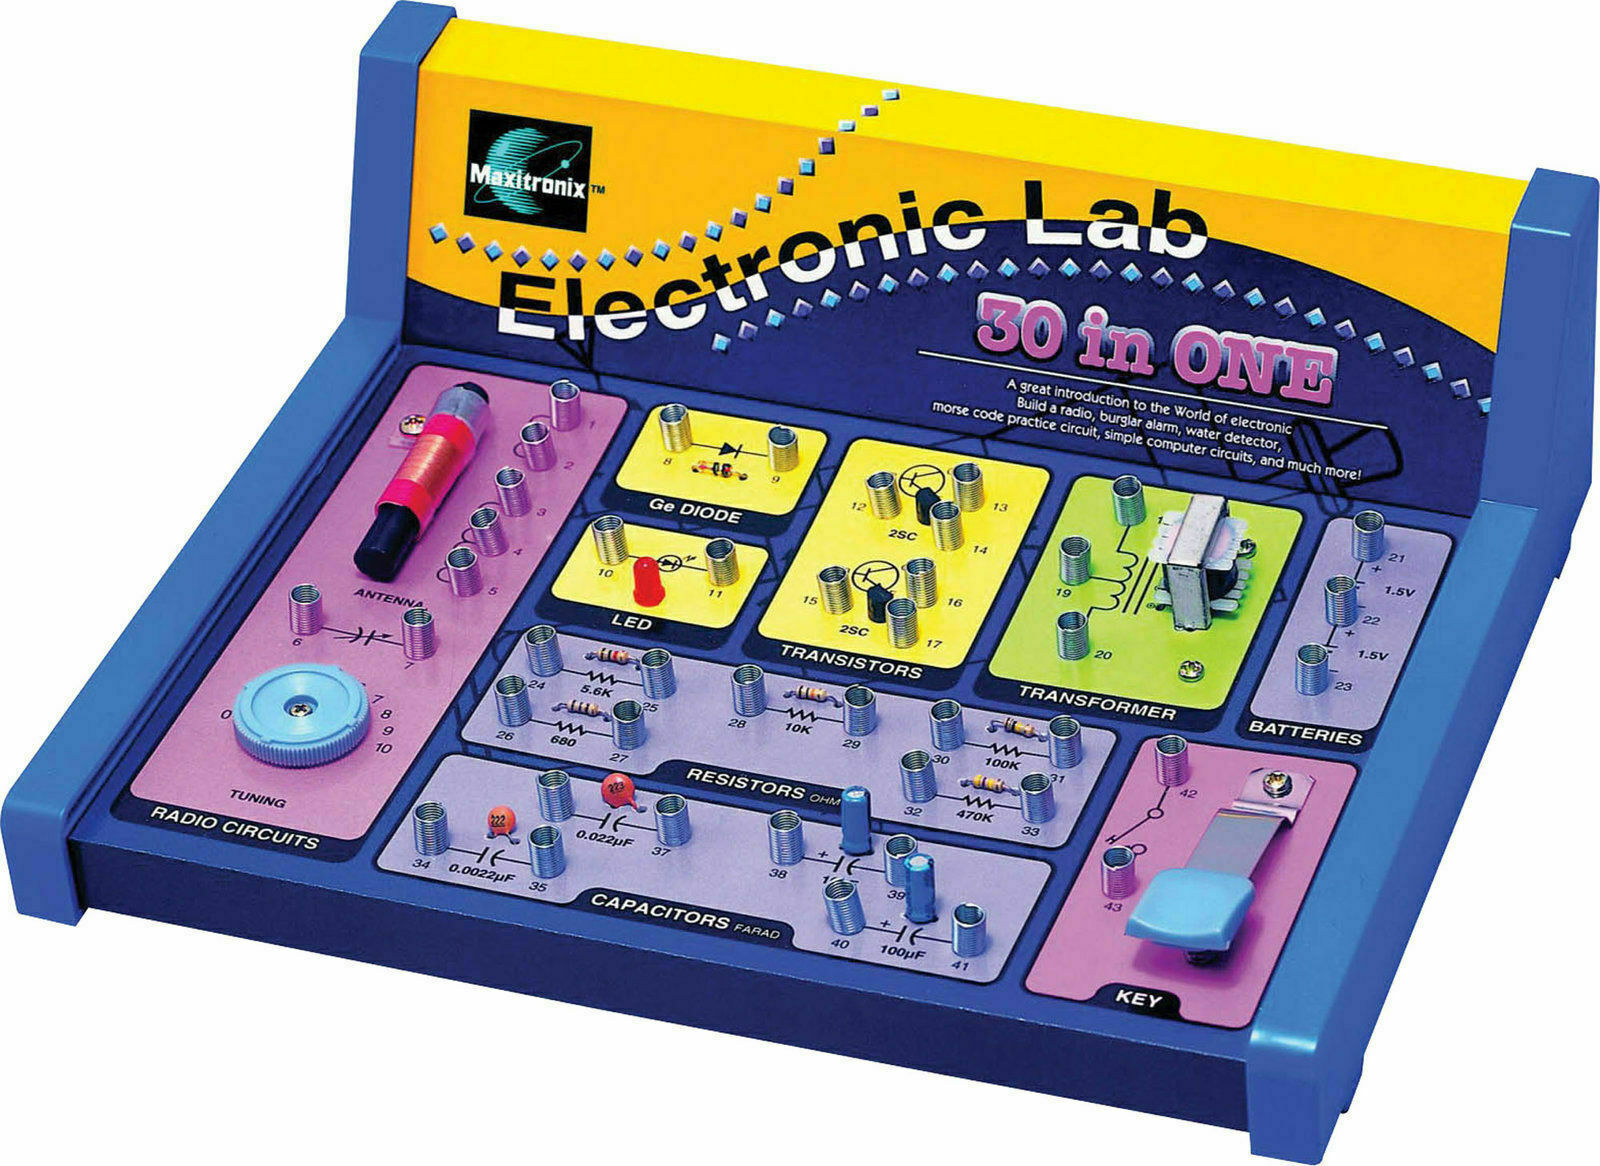 Maxitronix™
Electronic Lab
30 in ONE
A great introduction to the World of electronic
Build a radio, burglar alarm, water detector,
morse code practice circuit, simple computer circuits, and much more!
1
2
3
4
5
ANTENNA
6
7
0
7
8
9
10
TUNING
RADIO CIRCUITS
8
9
Ge DIODE
10
11
LED
12
13
2SC
14
15
16
2SC
17
TRANSISTORS
19
20
TRANSFORMER
21
+
1.5V
22
+
1.5V
23
BATTERIES
24
5.6K
25
26
680
27
28
10K
29
30
100K
31
32
470K
33
RESISTORS OHM
222
34
0.0022µF
35
223
0.022µF
37
38
+
39
40
+
100µF
41
CAPACITORS FARAD
42
43
KEY